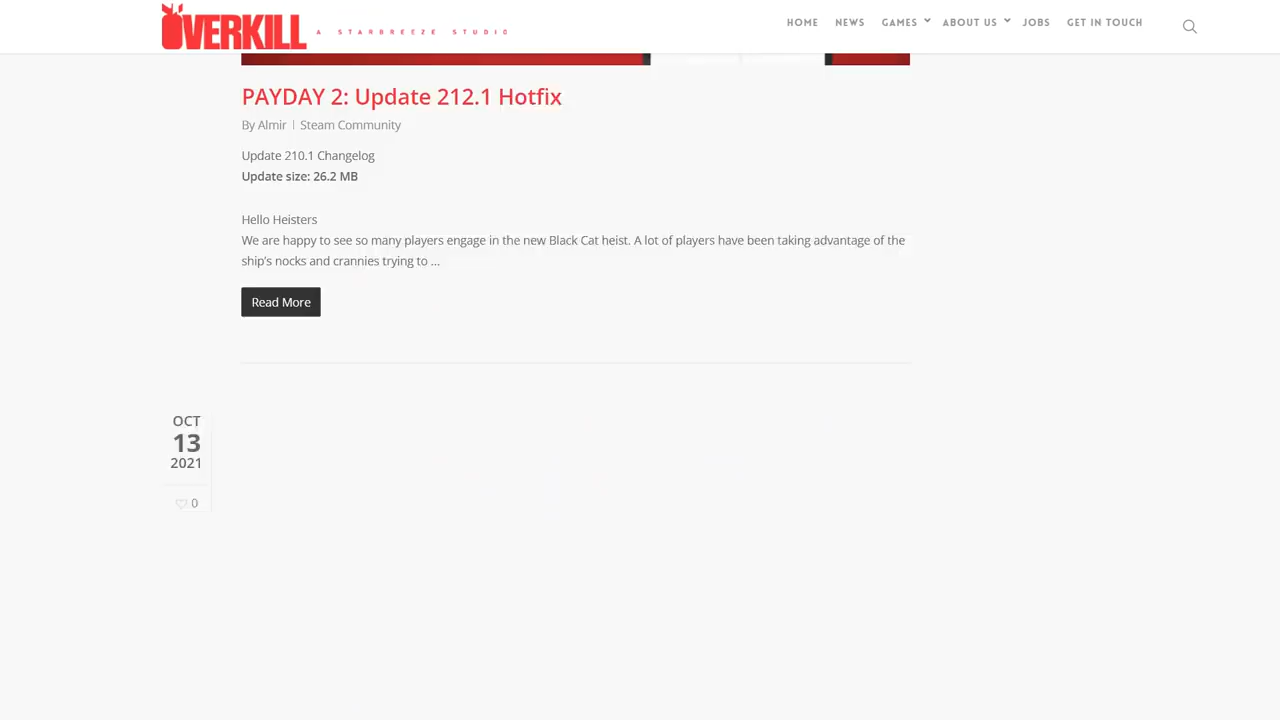 OVERKILL A STARBREEZE STUDIO
HOME NEWS GAMES ABOUT US JOBS GET IN TOUCH
PAYDAY 2: Update 212.1 Hotfix
By Almir | Steam Community
Update 210.1 Changelog
Update size: 26.2 MB
Hello Heisters
We are happy to see so many players engage in the new Black Cat heist. A lot of players have been taking advantage of the
ship's nocks and crannies trying to ...
Read More
OCT
13
2021
0